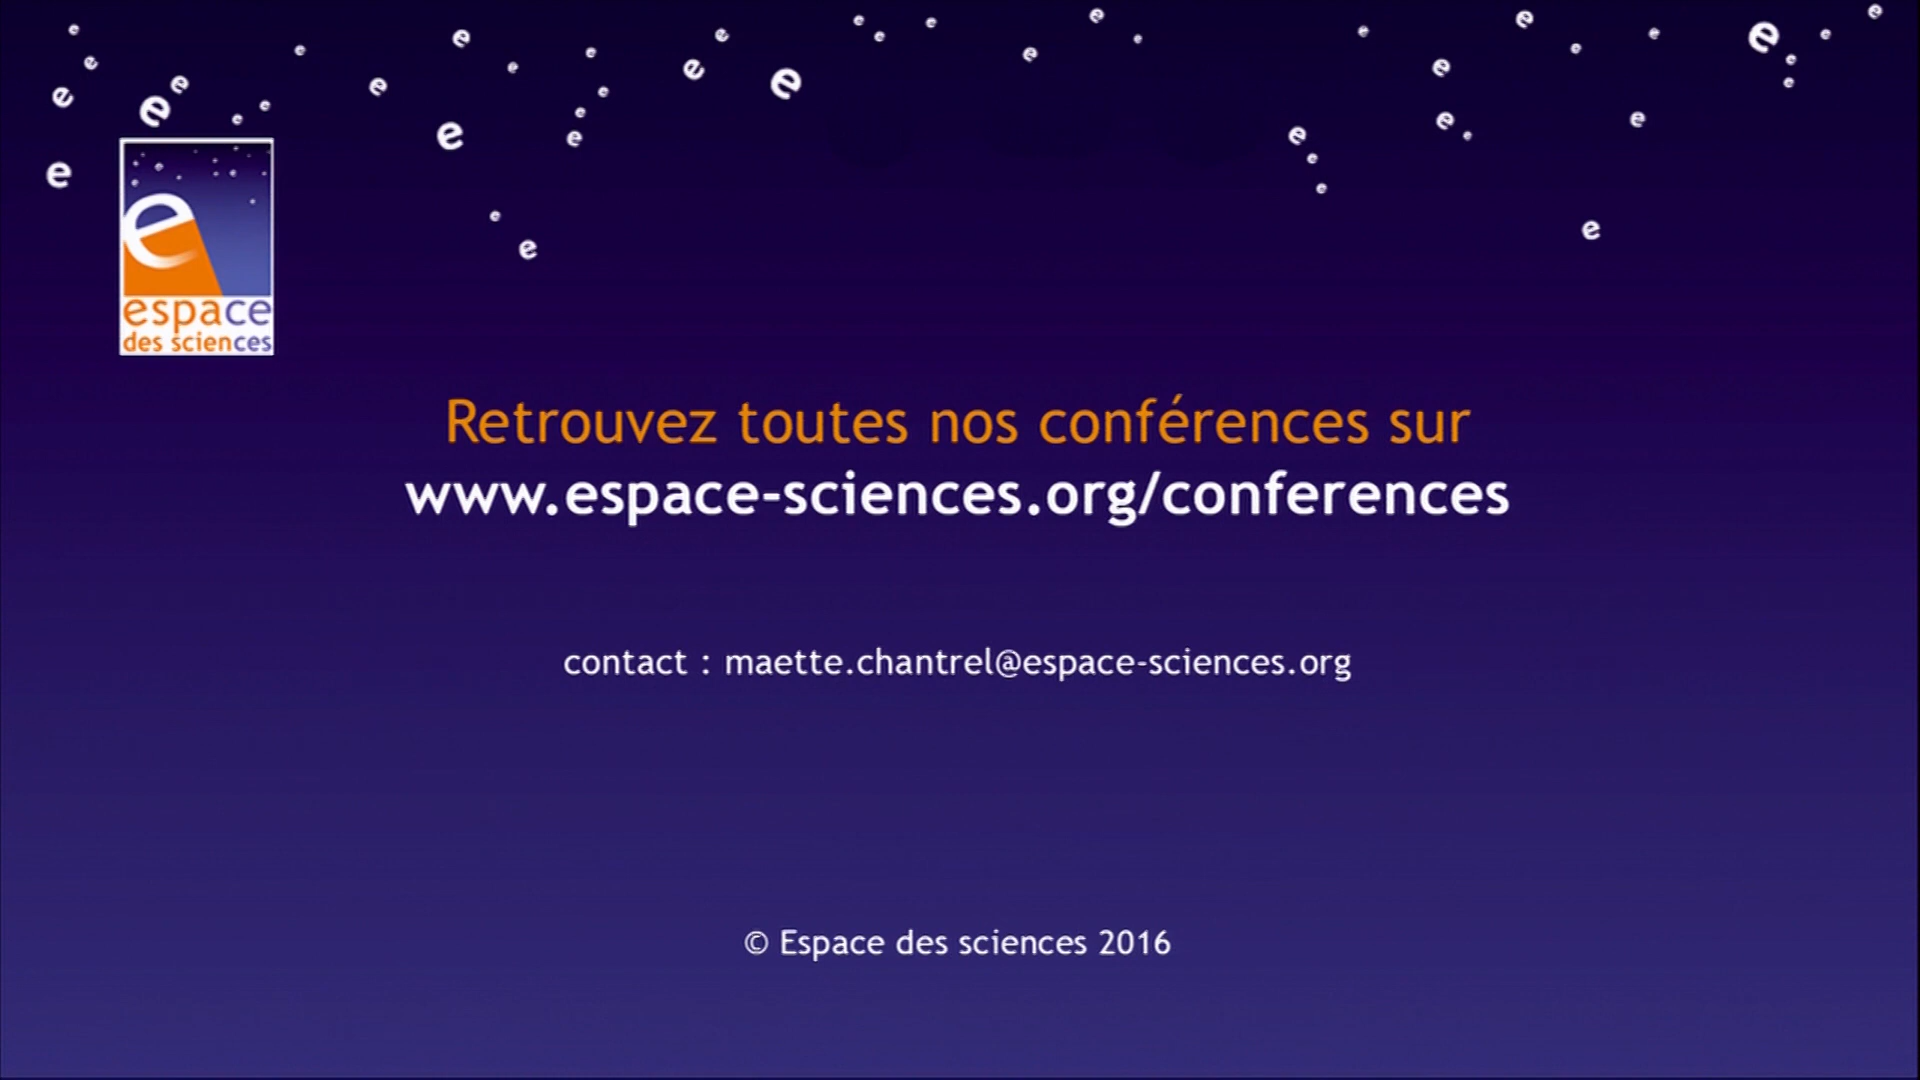 espace
des sciences
Retrouvez toutes nos conférences sur
www.espace-sciences.org/conferences
contact : maette.chantrel@espace-sciences.org
© Espace des sciences 2016